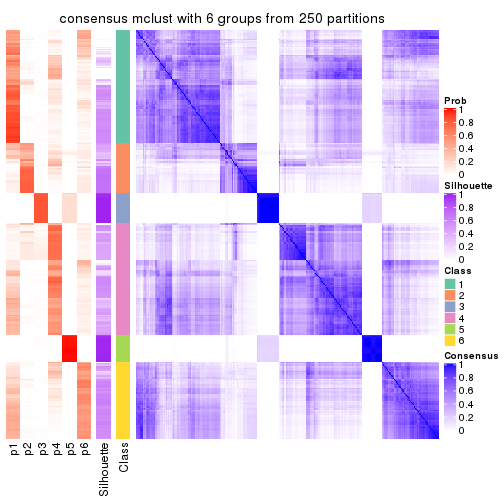 consensus mclust with 6 groups from 250 partitions
Prob
1
0.8
0.6
0.4
0.2
0
Silhouette
1
0.8
0.6
0.4
0.2
0
Class
1
2
3
4
5
6
Consensus
1
0.8
0.6
0.4
0.2
0
p1
p2
p3
p4
p5
p6
Silhouette
Class